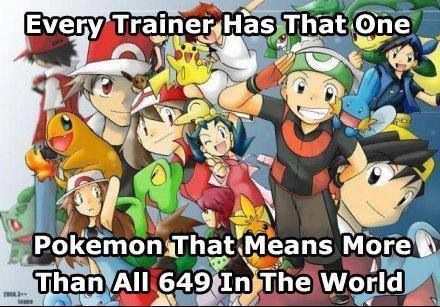 Every Trainer Has That One
Pokemon That Means More
Than All 649 In The World